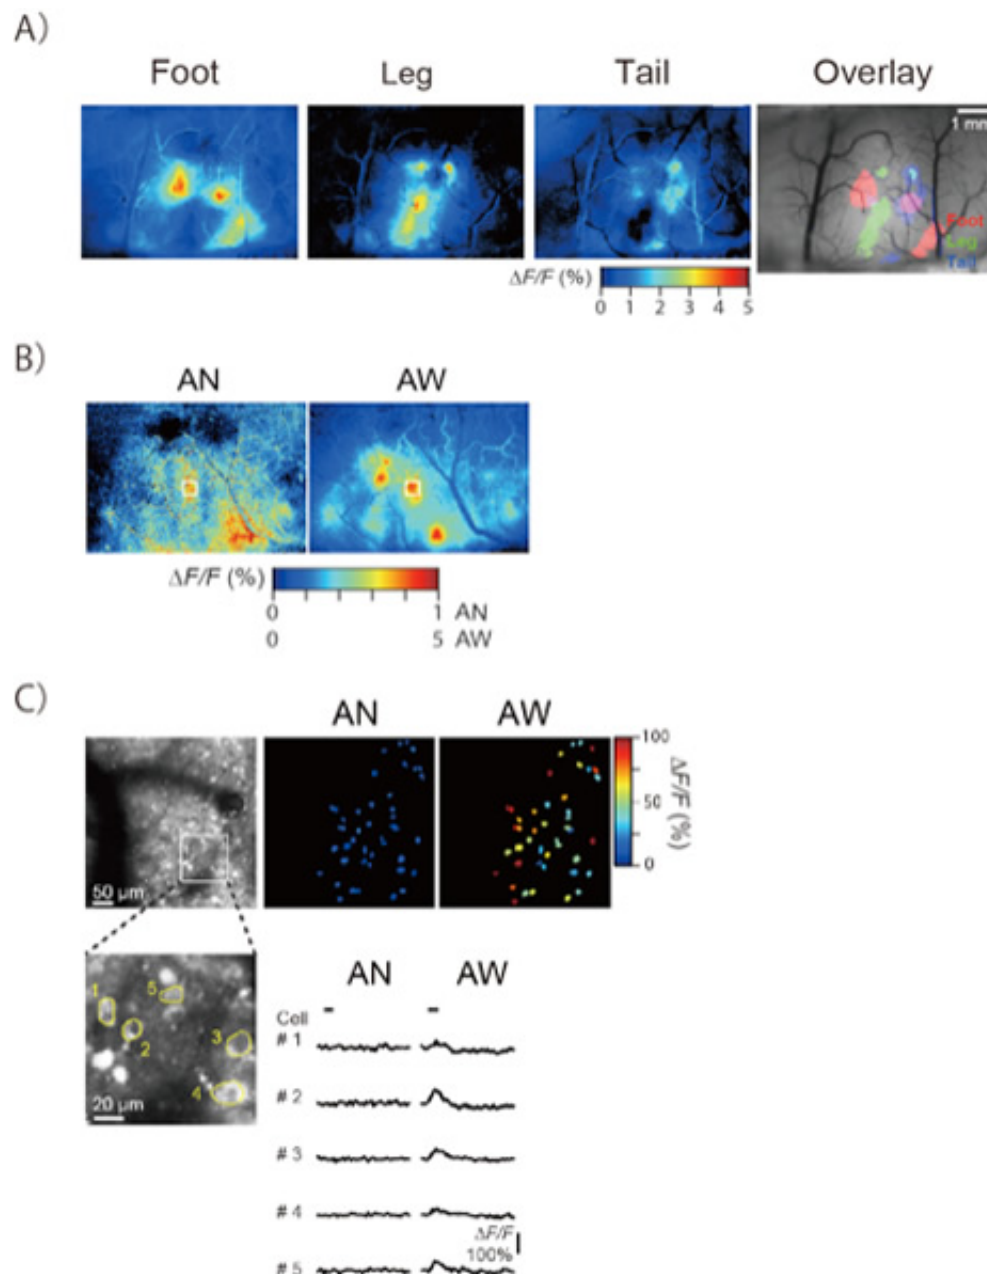 A)
Foot Leg Tail Overlay
1 mm
Foot
Leg
Tail
ΔF/F (%)
0 1 2 3 4 5
B)
AN AW
ΔF/F (%)
0 1 AN
0 5 AW
C)
AN AW
100
50
0
ΔF/F (%)
50 μm
AN AW
1
5
2
3
4
20 μm
Cell
# 1
# 2
# 3
# 4
ΔF/F
100%
# 5